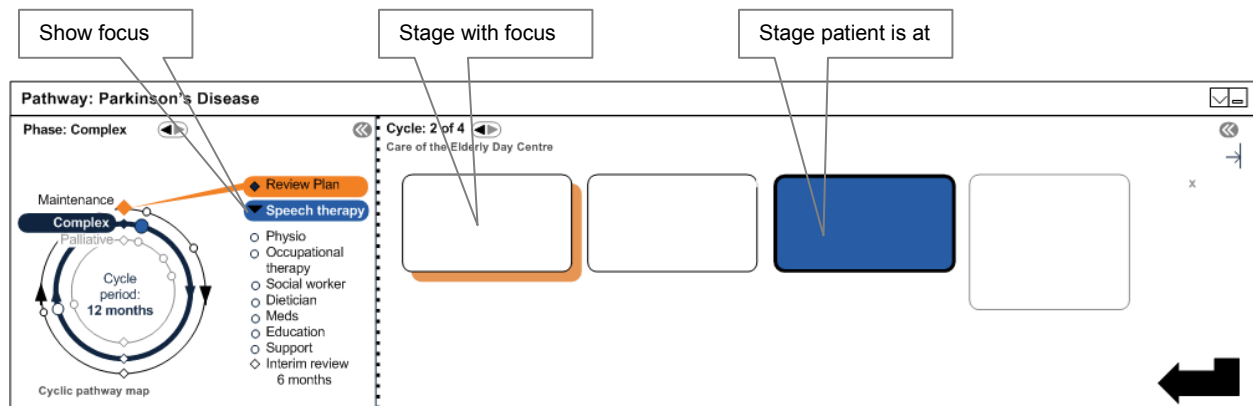 Show focus
Stage with focus
Stage patient is at
Pathway: Parkinson's Disease
Phase: Complex
Cycle: 2 of 4
Care of the Elderly Day Centre
x
Review Plan
Maintenance
Speech therapy
Complex
Palliative
Physio
Occupational
therapy
Social worker
Dietician
Meds
Education
Support
Interim review
6 months
Cycle
period:
12 months
Cyclic pathway map